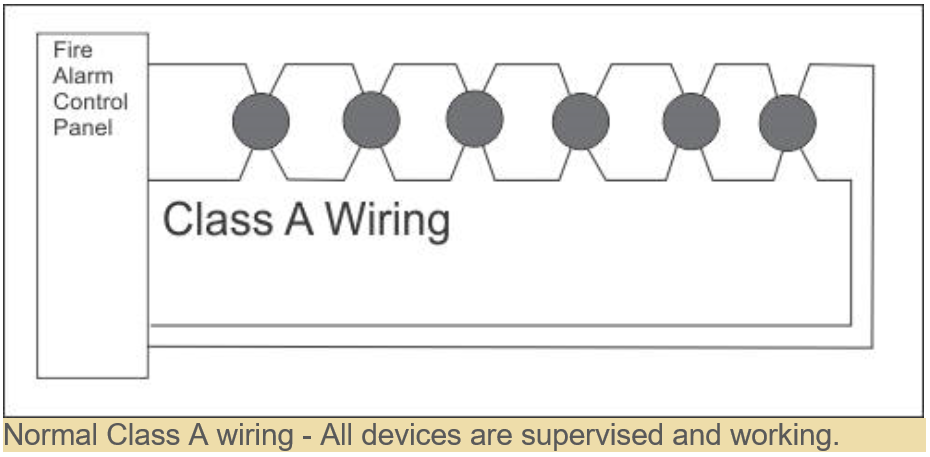 Fire
Alarm
Control
Panel
Class A Wiring
Normal Class A wiring - All devices are supervised and working.